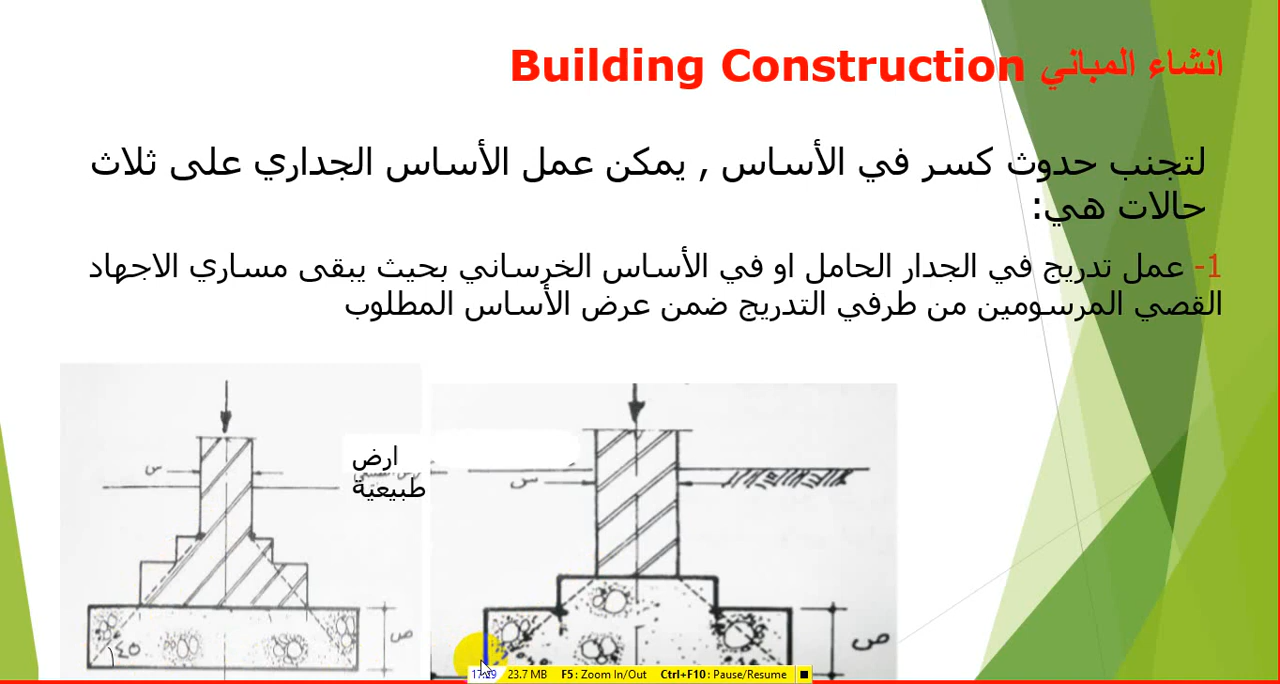 انشاء المباني Building Construction
لتجنب حدوث كسر في الأساس , يمكن عمل الأساس الجداري على ثلاث
حالات هي:
1- عمل تدريج في الجدار الحامل او في الأساس الخرساني بحيث يبقى مساري الاجهاد
القصي المرسومين من طرفي التدريج ضمن عرض الأساس المطلوب
ارض
طبيعية
س
س
ص
ص
٤٥
23.7 MB F5: Zoom In/Out Ctrl+F10: Pause/Resume